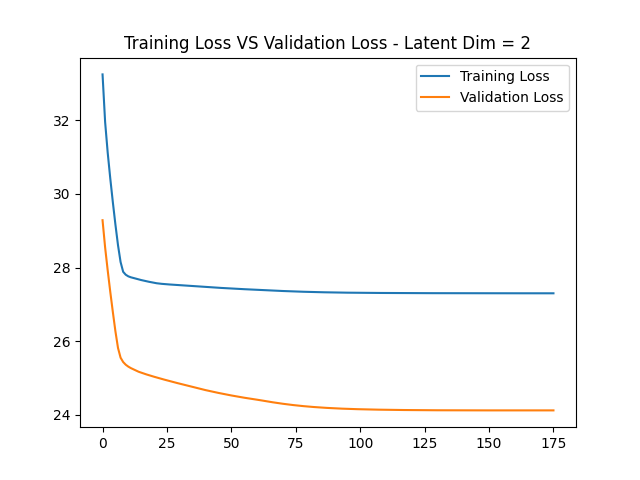 Training Loss VS Validation Loss - Latent Dim = 2
Training Loss
Validation Loss
32
30
28
26
24
0 25 50 75 100 125 150 175